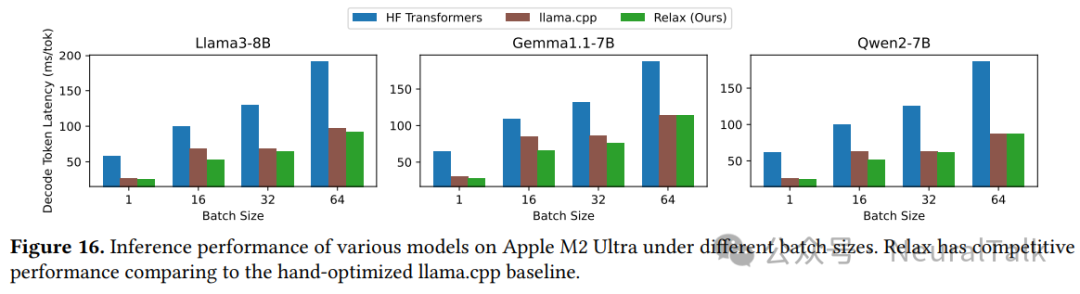 HF Transformers llama.cpp Relax (Ours)
Llama3-8B Gemma1.1-7B Qwen2-7B
Decode Token Latency (ms/tok)
200
150
100
50
1 16 32 64
Batch Size
150
100
50
1 16 32 64
Batch Size
150
100
50
1 16 32 64
Batch Size
Figure 16. Inference performance of various models on Apple M2 Ultra under different batch sizes. Relax has competitive
performance comparing to the hand-optimized llama.cpp baseline.
公众号 NeuralTalk